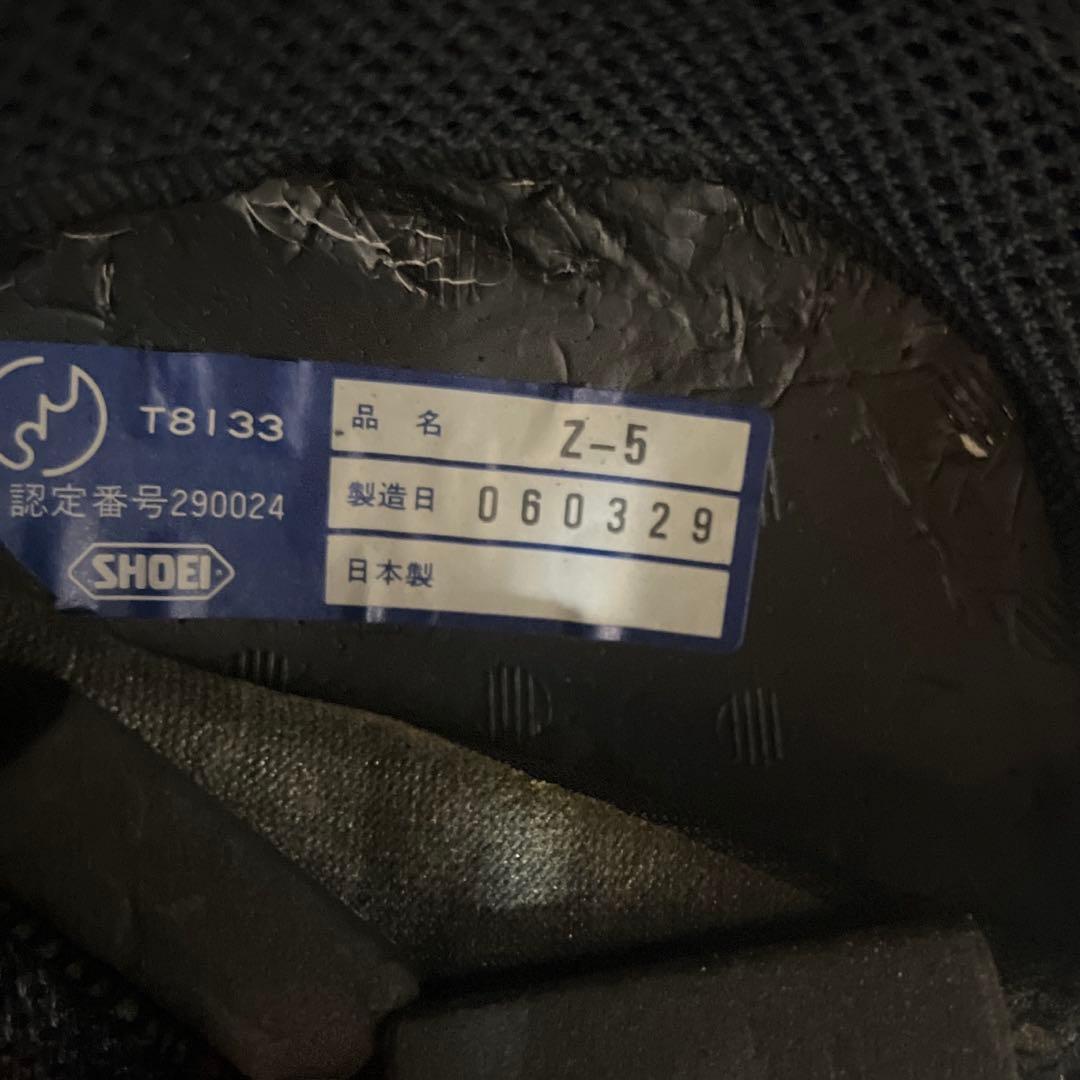 T8133
認定番号290024
SHOEI
品名 Z-5
製造日 060329
日本製